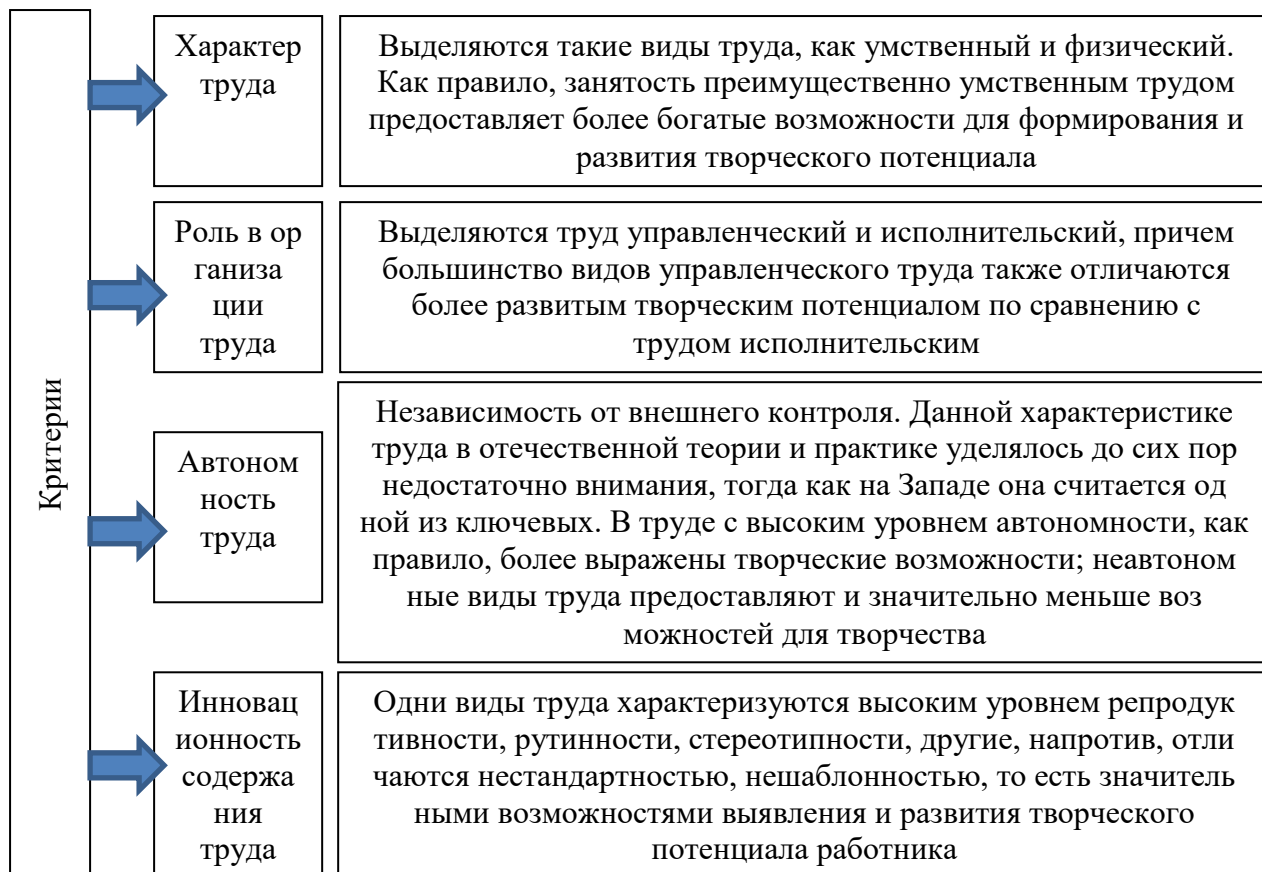 Критерии
Характер
труда
Выделяются такие виды труда, как умственный и физический.
Как правило, занятость преимущественно умственным трудом
предоставляет более богатые возможности для формирования и
развития творческого потенциала
Роль в ор
ганиза
ции
труда
Выделяются труд управленческий и исполнительский, причем
большинство видов управленческого труда также отличаются
более развитым творческим потенциалом по сравнению с
трудом исполнительским
Автоном
ность
труда
Независимость от внешнего контроля. Данной характеристике
труда в отечественной теории и практике уделялось до сих пор
недостаточно внимания, тогда как на Западе она считается од
ной из ключевых. В труде с высоким уровнем автономности, как
правило, более выражены творческие возможности; неавтоном
ные виды труда предоставляют и значительно меньше воз
можностей для творчества
Инновац
ионность
содержа
ния
труда
Одни виды труда характеризуются высоким уровнем репродук
тивности, рутинности, стереотипности, другие, напротив, отли
чаются нестандартностью, нешаблонностью, то есть значитель
ными возможностями выявления и развития творческого
потенциала работника